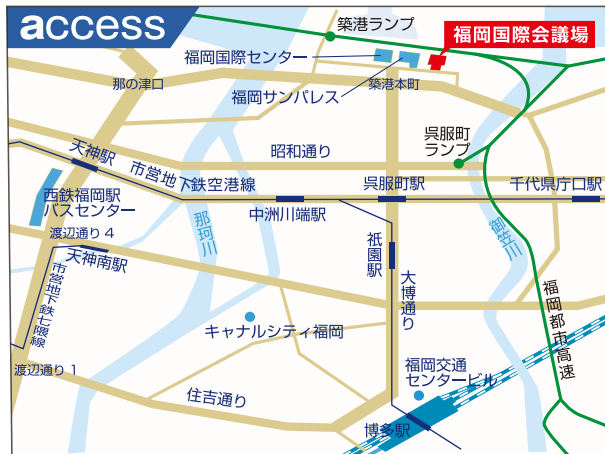 access
築港ランプ
福岡国際会議場
福岡国際センター
那の津口
福岡サンパレス
築港本町
呉服町
ランプ
昭和通り
天神駅
市営地下鉄空港線
呉服町駅
千代県庁口駅
西鉄福岡駅
バスセンター
中洲川端駅
那珂川
御笠川
渡辺通り4
天神南駅
祇園駅
大博通り
市営地下鉄七隈線
福岡都市高速
キャナルシティ福岡
渡辺通り1
福岡交通
センタービル
住吉通り
博多駅